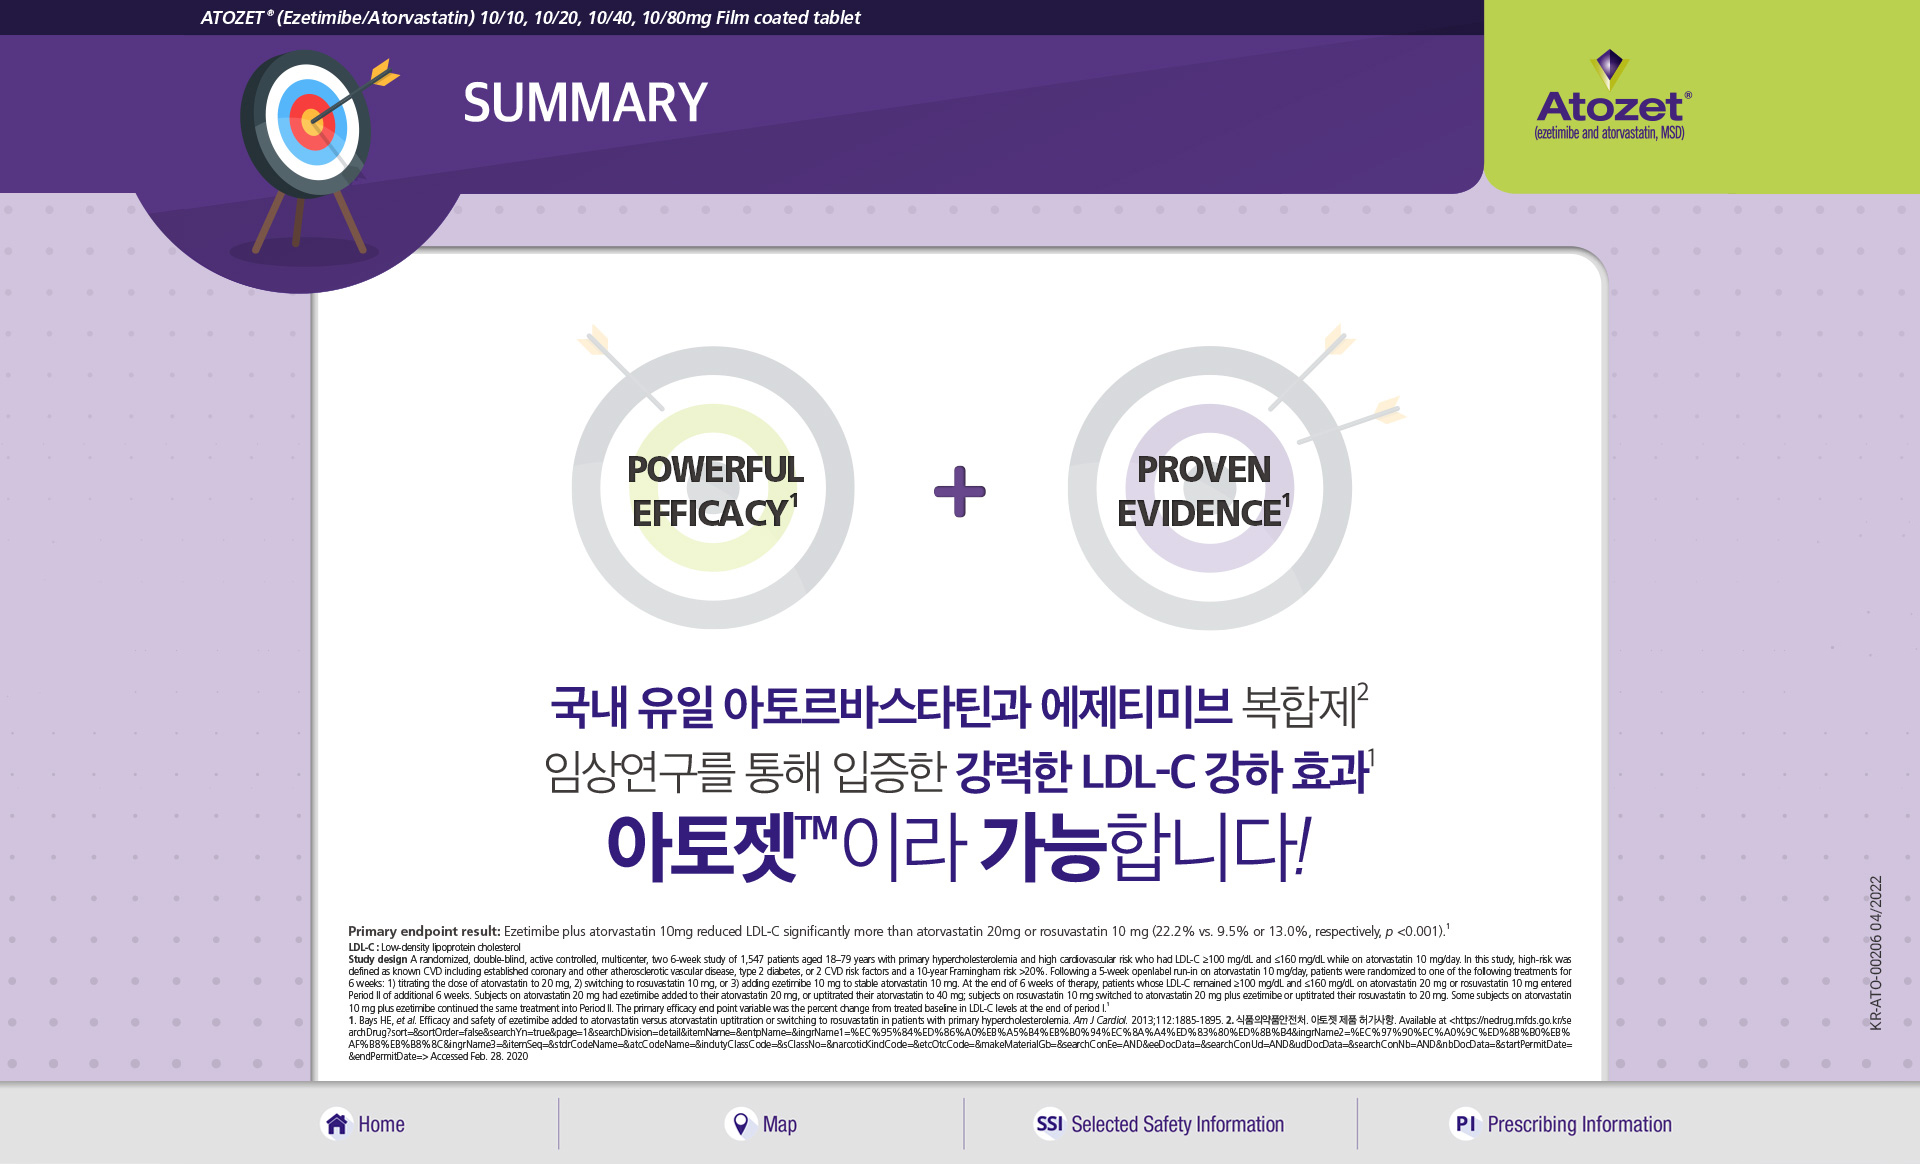 ATOZET® (Ezetimibe/Atorvastatin) 10/10, 10/20, 10/40, 10/80mg Film coated tablet
SUMMARY
Atozet®
(ezetimibe and atorvastatin, MSD)
POWERFUL
EFFICACY¹
+
PROVEN
EVIDENCE¹
국내 유일 아토르바스타틴과 에제티미브 복합제²
임상연구를 통해 입증한 강력한 LDL-C 강하 효과¹
아토젯™이라 가능합니다!
Primary endpoint result: Ezetimibe plus atorvastatin 10mg reduced LDL-C significantly more than atorvastatin 20mg or rosuvastatin 10 mg (22.2% vs. 9.5% or 13.0%, respectively, p <0.001).¹
LDL-C : Low-density lipoprotein cholesterol
Study design A randomized, double-blind, active controlled, multicenter, two 6-week study of 1,547 patients aged 18–79 years with primary hypercholesterolemia and high cardiovascular risk who had LDL-C ≥100 mg/dL and ≤160 mg/dL while on atorvastatin 10 mg/day. In this study, high-risk was
defined as known CVD including established coronary and other atherosclerotic vascular disease, type 2 diabetes, or 2 CVD risk factors and a 10-year Framingham risk >20%. Following a 5-week openlabel run-in on atorvastatin 10 mg/day, patients were randomized to one of the following treatments for
6 weeks: 1) titrating the dose of atorvastatin to 20 mg, 2) switching to rosuvastatin 10 mg, or 3) adding ezetimibe 10 mg to stable atorvastatin 10 mg. At the end of 6 weeks of therapy, patients whose LDL-C remained ≥100 mg/dL and ≤160 mg/dL on atorvastatin 20 mg or rosuvastatin 10 mg entered
Period II of additional 6 weeks. Subjects on atorvastatin 20 mg had ezetimibe added to their atorvastatin 20 mg, or uptitrated their atorvastatin to 40 mg; subjects on rosuvastatin 10 mg switched to atorvastatin 20 mg plus ezetimibe or uptitrated their rosuvastatin to 20 mg. Some subjects on atorvastatin
10 mg plus ezetimibe continued the same treatment into Period II. The primary efficacy end point variable was the percent change from treated baseline in LDL-C levels at the end of period I.¹
1. Bays HE, et al. Efficacy and safety of ezetimibe added to atorvastatin versus atorvastatin uptitration or switching to rosuvastatin in patients with primary hypercholesterolemia. Am J Cardiol. 2013;112:1885-1895. 2. 식품의약품안전처. 아토젯 제품 허가사항. Available at <https://nedrug.mfds.go.kr/se
archDrug?sort=&sortOrder=false&searchYn=true&page=1&searchDivision=detail&itemName=&entpName=&ingrName1=%EC%95%84%ED%86%A0%EB%A5%B4%EB%B0%94%EC%8A%A4%ED%83%80%ED%8B%B4&ingrName2=%EC%97%90%EC%A0%9C%ED%8B%B0%EB%
AF%B8%EB%B8%8C&ingrName3=&itemSeq=&stdrCodeName=&atcCodeName=&indutyClassCode=&sClassNo=&narcoticKindCode=&etcOtcCode=&makeMaterialGb=&searchConEe=AND&eeDocData=&searchConUd=AND&udDocData=&searchConNb=AND&nbDocData=&startPermitDate=
&endPermitDate=> Accessed Feb. 28. 2020
KR-ATO-00206 04/2022
Home
Map
SSI Selected Safety Information
PI Prescribing Information